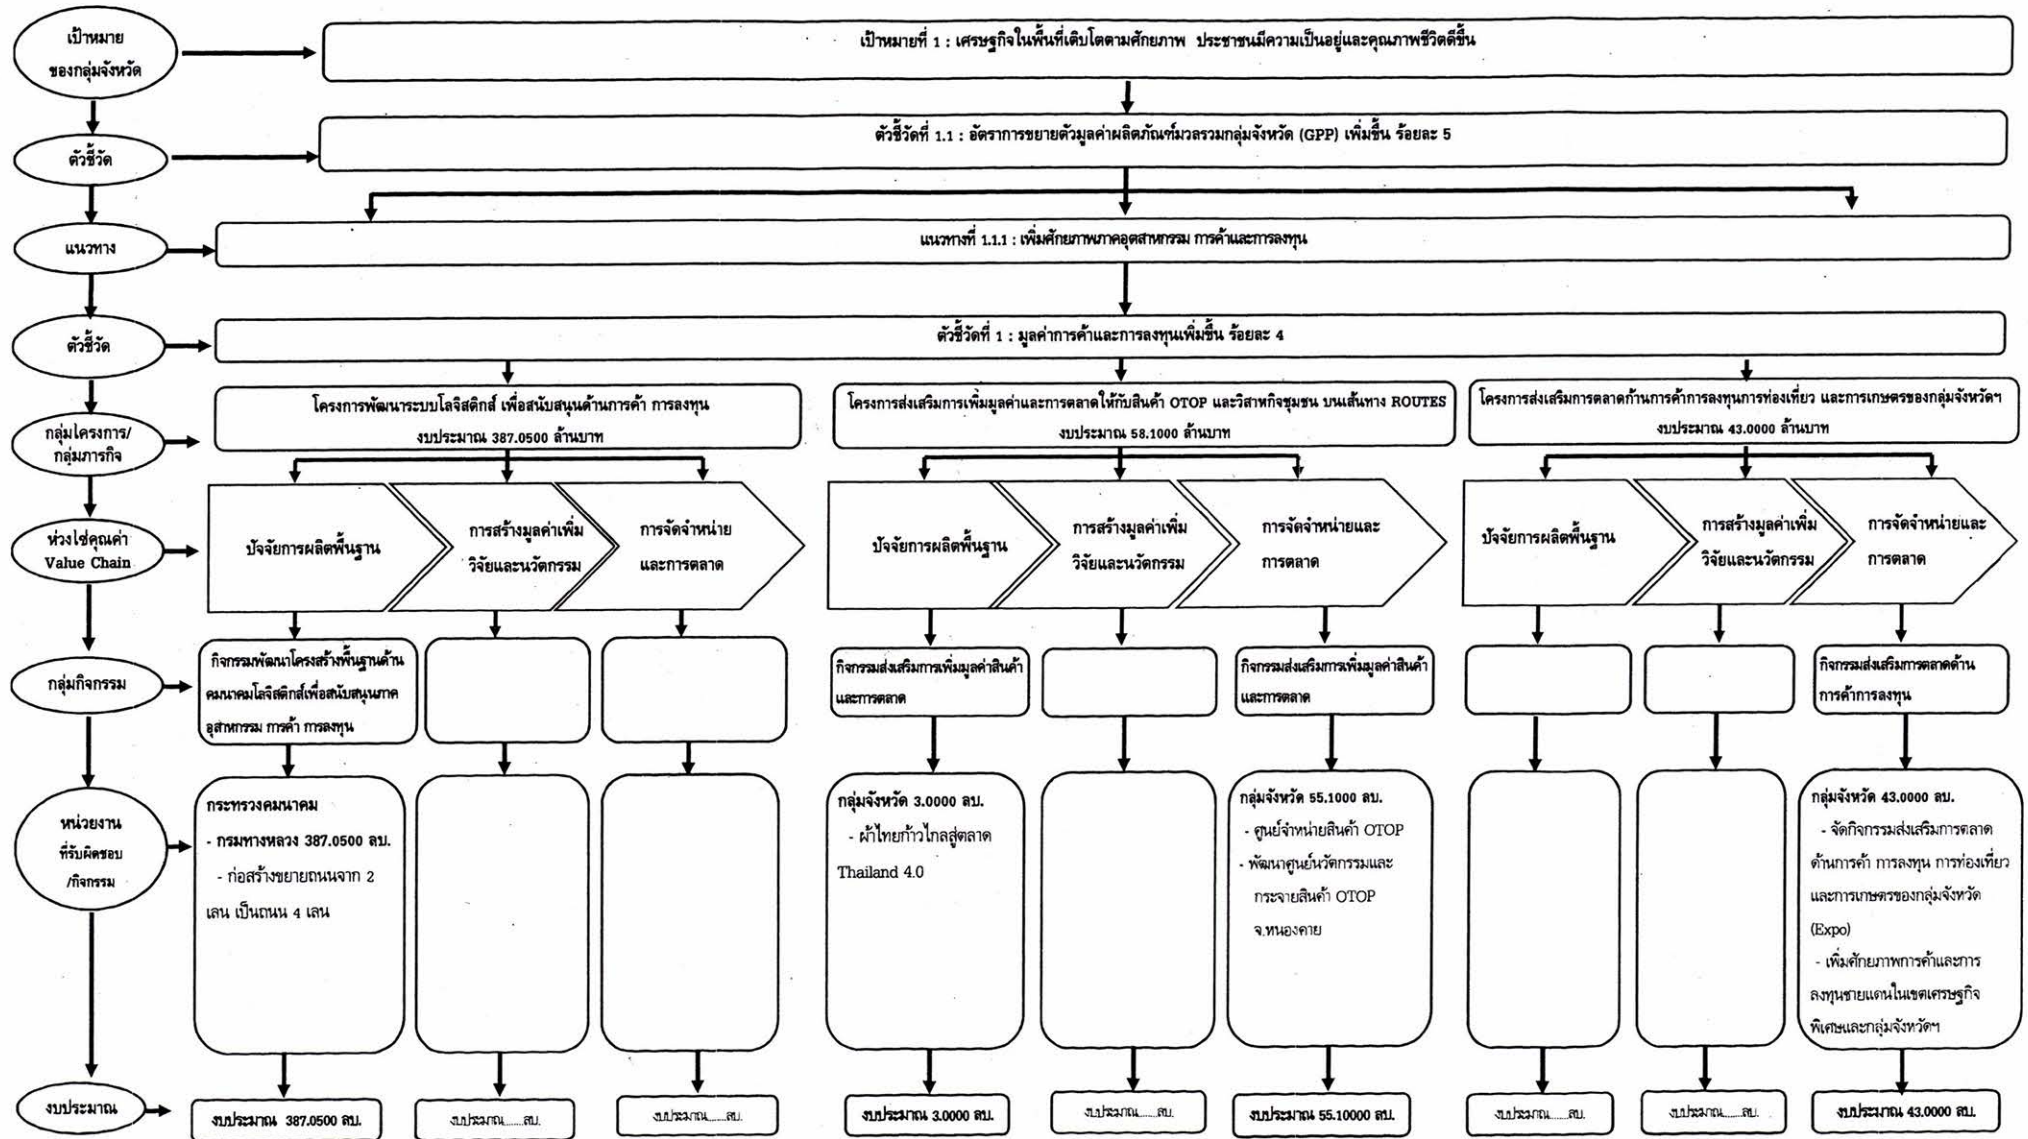 เป้าหมาย
ของกลุ่มจังหวัด
เป้าหมายที่ 1 : เศรษฐกิจในพื้นที่เติบโตตามศักยภาพ ประชาชนมีความเป็นอยู่และคุณภาพชีวิตดีขึ้น
ตัวชี้วัด
ตัวชี้วัดที่ 1.1 : อัตราการขยายตัวมูลค่าผลิตภัณฑ์มวลรวมกลุ่มจังหวัด (GPP) เพิ่มขึ้น ร้อยละ 5
แนวทาง
แนวทางที่ 1.1.1 : เพิ่มศักยภาพภาคอุตสาหกรรม การค้าและการลงทุน
ตัวชี้วัด
ตัวชี้วัดที่ 1 : มูลค่าการค้าและการลงทุนเพิ่มขึ้น ร้อยละ 4
กลุ่มโครงการ/
กลุ่มภารกิจ
โครงการพัฒนาระบบโลจิสติกส์ เพื่อสนับสนุนด้านการค้า การลงทุน
งบประมาณ 387.0500 ล้านบาท
โครงการส่งเสริมการเพิ่มมูลค่าและการตลาดให้กับสินค้า OTOP และวิสาหกิจชุมชน บนเส้นทาง ROUTES
งบประมาณ 58.1000 ล้านบาท
โครงการส่งเสริมการตลาดก้านการค้าการลงทุนการท่องเที่ยว และการเกษตรของกลุ่มจังหวัดฯ
งบประมาณ 43.0000 ล้านบาท
ห่วงโซ่คุณค่า
Value Chain
ปัจจัยการผลิตพื้นฐาน
การสร้างมูลค่าเพิ่ม
วิจัยและนวัตกรรม
การจัดจำหน่าย
และการตลาด
ปัจจัยการผลิตพื้นฐาน
การสร้างมูลค่าเพิ่ม
วิจัยและนวัตกรรม
การจัดจำหน่ายและ
การตลาด
ปัจจัยการผลิตพื้นฐาน
การสร้างมูลค่าเพิ่ม
วิจัยและนวัตกรรม
การจัดจำหน่ายและ
การตลาด
กลุ่มกิจกรรม
กิจกรรมพัฒนาโครงสร้างพื้นฐานด้าน
คมนาคมโลจิสติกส์เพื่อสนับสนุนภาค
อุสาหกรรม การค้า การลงทุน
กิจกรรมส่งเสริมการเพิ่มมูลค่าสินค้า
และการตลาด
กิจกรรมส่งเสริมการเพิ่มมูลค่าสินค้า
และการตลาด
กิจกรรมส่งเสริมการตลาดด้าน
การค้าการลงทุน
หน่วยงาน
ที่รับผิดชอบ
/กิจกรรม
กระทรวงคมนาคม
- กรมทางหลวง 387.0500 ลบ.
- ก่อสร้างขยายถนนจาก 2
เลน เป็นถนน 4 เลน
กลุ่มจังหวัด 3.0000 ลบ.
- ผ้าไทยก้าวไกลสู่ตลาด
Thailand 4.0
กลุ่มจังหวัด 55.1000 ลบ.
- ศูนย์จำหน่ายสินค้า OTOP
- พัฒนาศูนย์นวัตกรรมและ
กระจายสินค้า OTOP
จ.หนองคาย
กลุ่มจังหวัด 43.0000 ลบ.
- จัดกิจกรรมส่งเสริมการตลาด
ด้านการค้า การลงทุน การท่องเที่ยว
และการเกษตรของกลุ่มจังหวัด
(Expo)
- เพิ่มศักยภาพการค้าและการ
ลงทุนชายแดนในเขตเศรษฐกิจ
พิเศษและกลุ่มจังหวัดฯ
งบประมาณ
งบประมาณ 387.0500 ลบ.
งบประมาณ.......ลบ.
งบประมาณ.......ลบ.
งบประมาณ 3.0000 ลบ.
งบประมาณ.......ลบ.
งบประมาณ 55.10000 ลบ.
งบประมาณ.......ลบ.
งบประมาณ.......ลบ.
งบประมาณ 43.0000 ลบ.